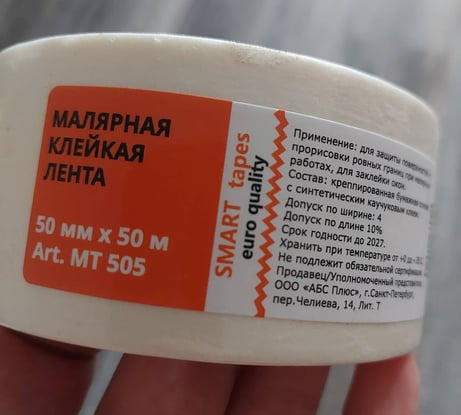 МАЛЯРНАЯ
КЛЕЙКАЯ
ЛЕНТА
50 мм x 50 м
Art. MT 505
SMART tapes
euro quality
Применение: для защиты
прорисовки ровных границ при
работах, для заклейки окон.
Состав: креппированная бумажная
с синтетическим каучуковым клеем.
Допуск по ширине: 4
Допуск по длине 10%
Срок годности до 2027.
Хранить при температуре от +0 до
Не подлежит обязательной сертификации.
Продавец/Уполномоченный
ООО «АБС Плюс», г.Санкт-Петербург,
пер.Челиева, 14, Лит. Т